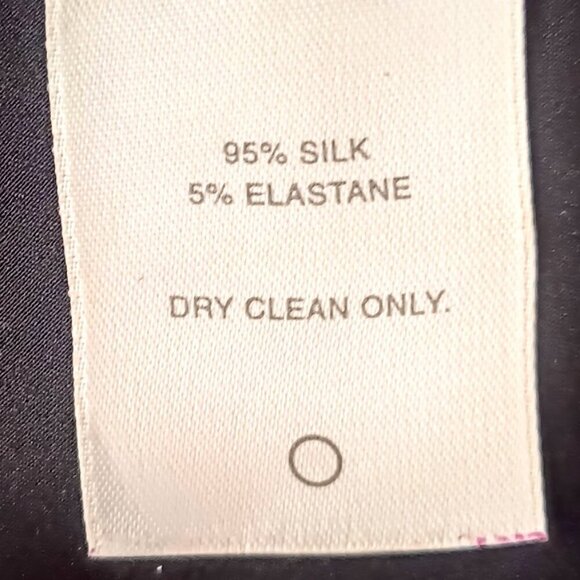 95% SILK
5% ELASTANE
DRY CLEAN ONLY.